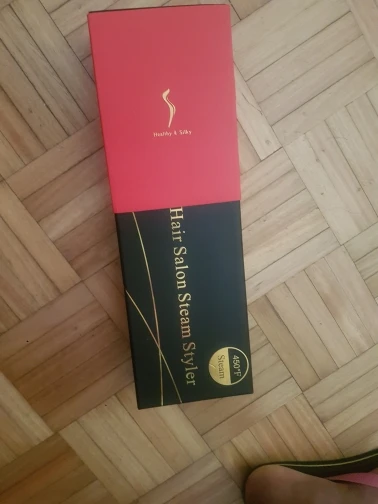 Healthy & Silky
Hair Salon Steam Styler
450°F
Steam